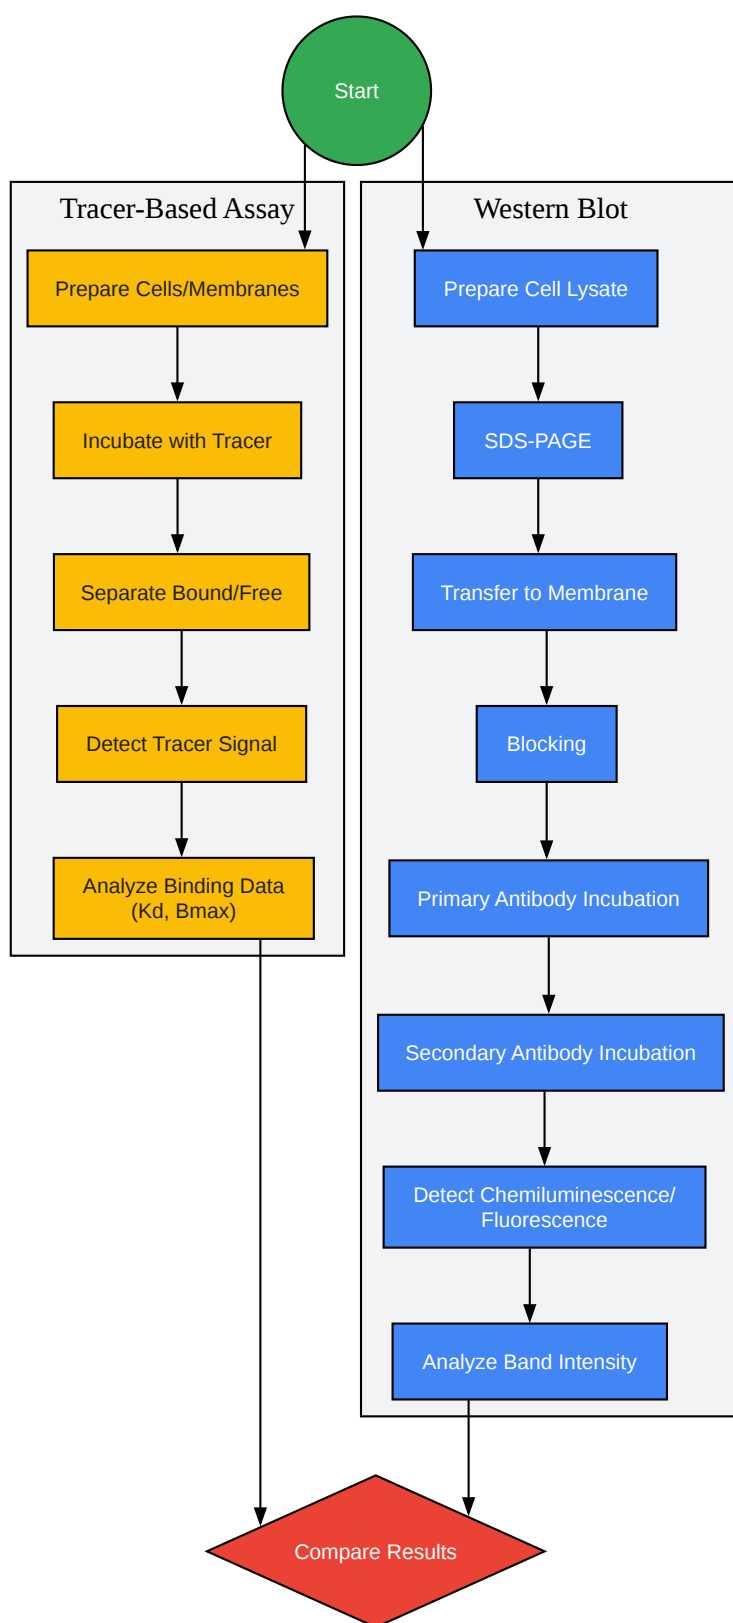 Start
Tracer-Based Assay
Prepare Cells/Membranes
Incubate with Tracer
Separate Bound/Free
Detect Tracer Signal
Analyze Binding Data
(Kd, Bmax)
Western Blot
Prepare Cell Lysate
SDS-PAGE
Transfer to Membrane
Blocking
Primary Antibody Incubation
Secondary Antibody Incubation
Detect Chemiluminescence/
Fluorescence
Analyze Band Intensity
Compare Results